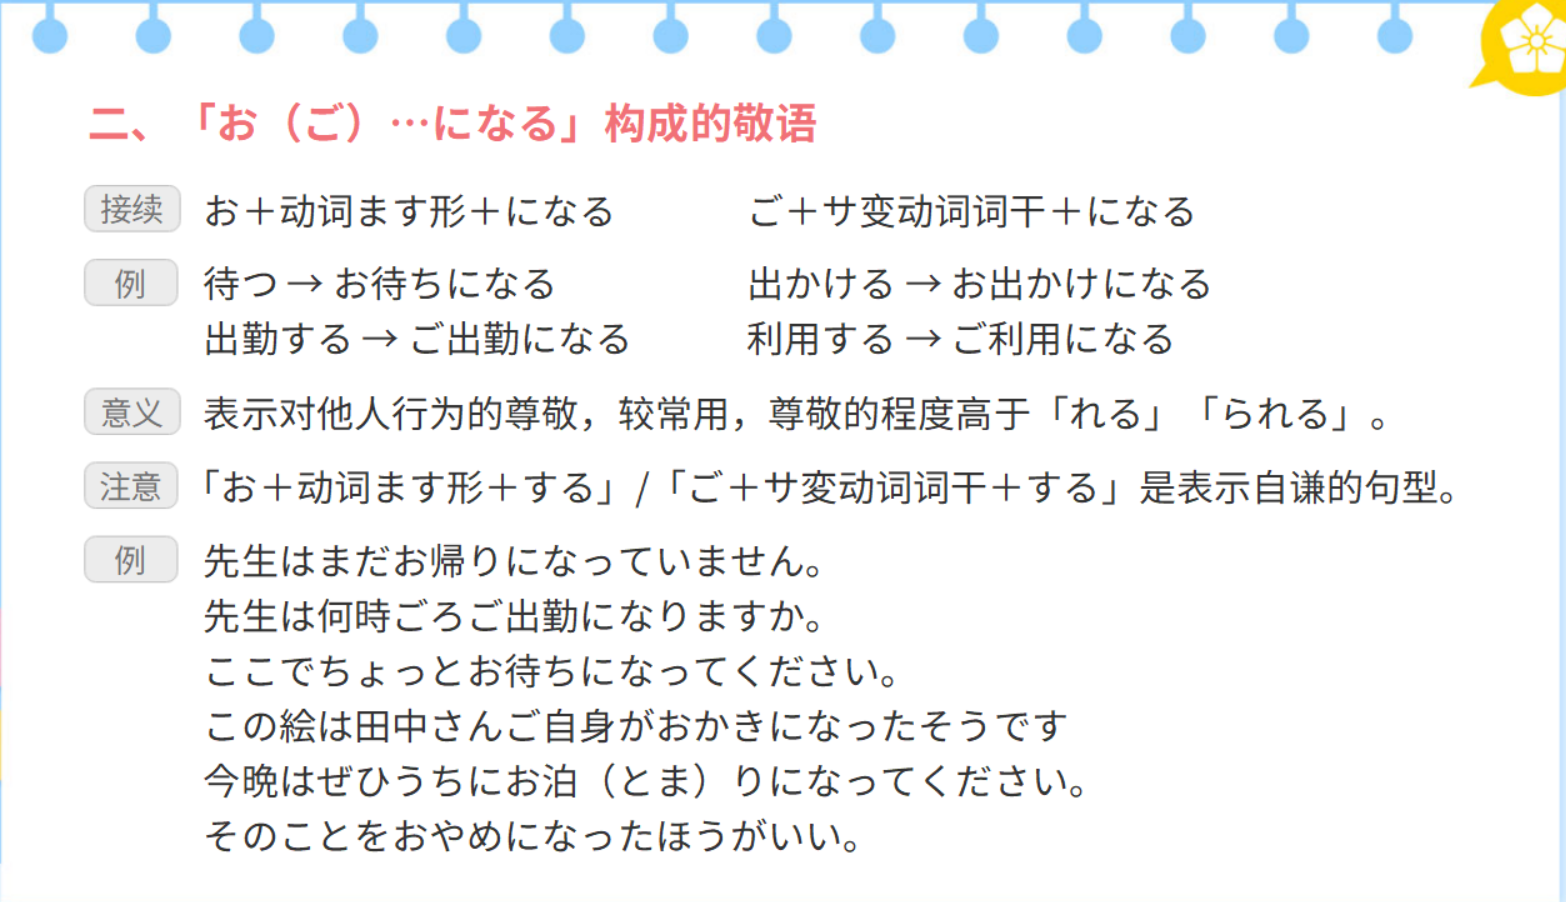 二、「お（ご）…になる」构成的敬语
接续 お＋动词ます形＋になる ご＋サ变动词词干＋になる
例 待つ → お待ちになる 出かける → お出かけになる
出勤する → ご出勤になる 利用する → ご利用になる
意义 表示对他人行为的尊敬，较常用，尊敬的程度高于「れる」「られる」。
注意 「お＋动词ます形＋する」/「ご＋サ変动词词干＋する」是表示自谦的句型。
例 先生はまだお帰りになっていません。
先生は何時ごろご出勤になりますか。
ここでちょっとお待ちになってください。
この絵は田中さんご自身がおかきになったそうです
今晩はぜひうちにお泊（とま）りになってください。
そのことをおやめになったほうがいい。